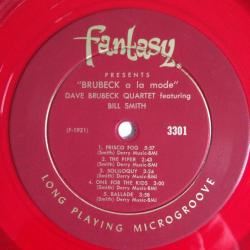 fantasy.
PRESENTS
"BRUBECK a la mode"
DAVE BRUBECK QUARTET featuring
BILL SMITH
(F-1921)
3301
1. FRISCO FOG 5:57
(Smith) Derry Music-BMI
2. THE PIPER 2:43
(Smith) Derry Music-BMI
3. SOLILOQUY 5:24
(Smith) Derry Music-BMI
4. ONE FOR THE KIDS 3:00
(Smith) Derry Music-BMI
5. BALLADE 3:58
(Smith) Derry Music-BMI
LONG PLAYING MICROGROOVE